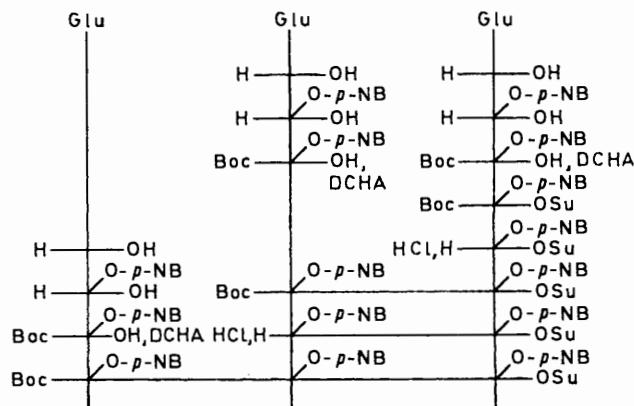 Glu Glu Glu
H OH H OH
O-p-NB O-p-NB
H OH H OH
O-p-NB O-p-NB
Boc OH, Boc OH, DCHA
DCHA O-p-NB
Boc OSu
O-p-NB
H OH HCl, H OSu
O-p-NB O-p-NB O-p-NB
H OH Boc OSu
O-p-NB O-p-NB O-p-NB
Boc OH, DCHA HCl, H OSu
O-p-NB O-p-NB O-p-NB
Boc OSu